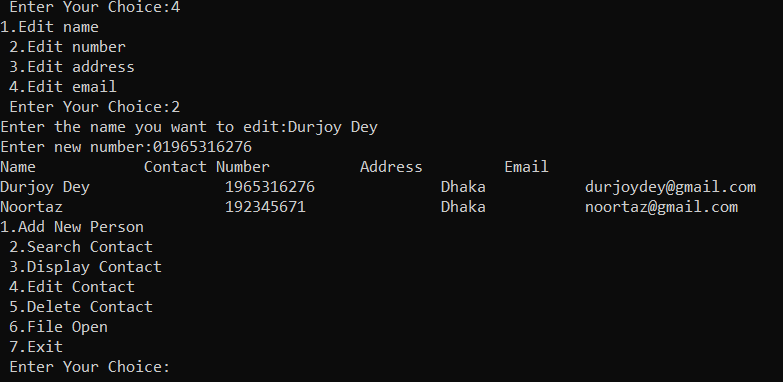 Enter Your Choice:4
1.Edit name
2.Edit number
3.Edit address
4.Edit email
Enter Your Choice:2
Enter the name you want to edit:Durjoy Dey
Enter new number:01965316276
Name Contact Number Address Email
Durjoy Dey 1965316276 Dhaka durjoydey@gmail.com
Noortaz 192345671 Dhaka noortaz@gmail.com
1.Add New Person
2.Search Contact
3.Display Contact
4.Edit Contact
5.Delete Contact
6.File Open
7.Exit
Enter Your Choice: